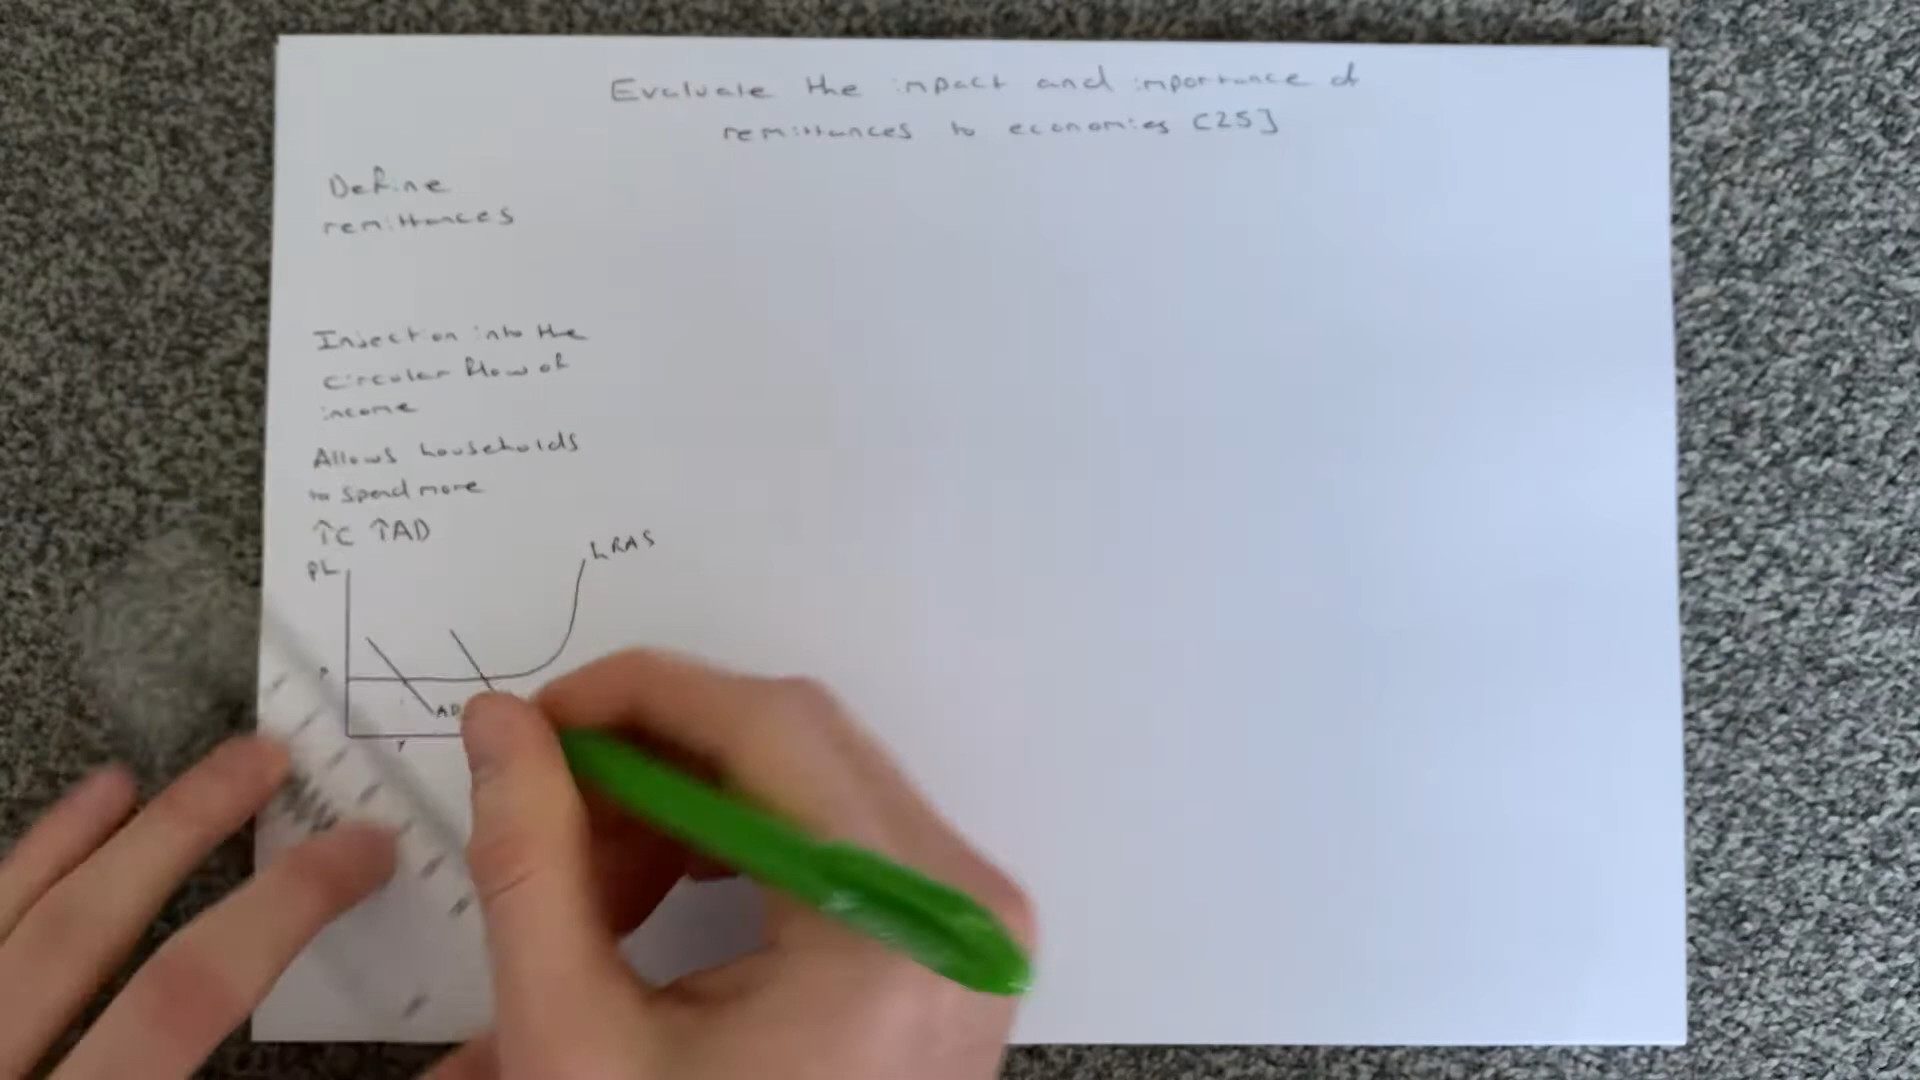 Evaluate the impact and importance of
remittances to economies [25]
Define
remittances
Injection into the
circular flow of
income
Allows households
to spend more
↑C ↑AD
PL
LRAS
P
AD
Y